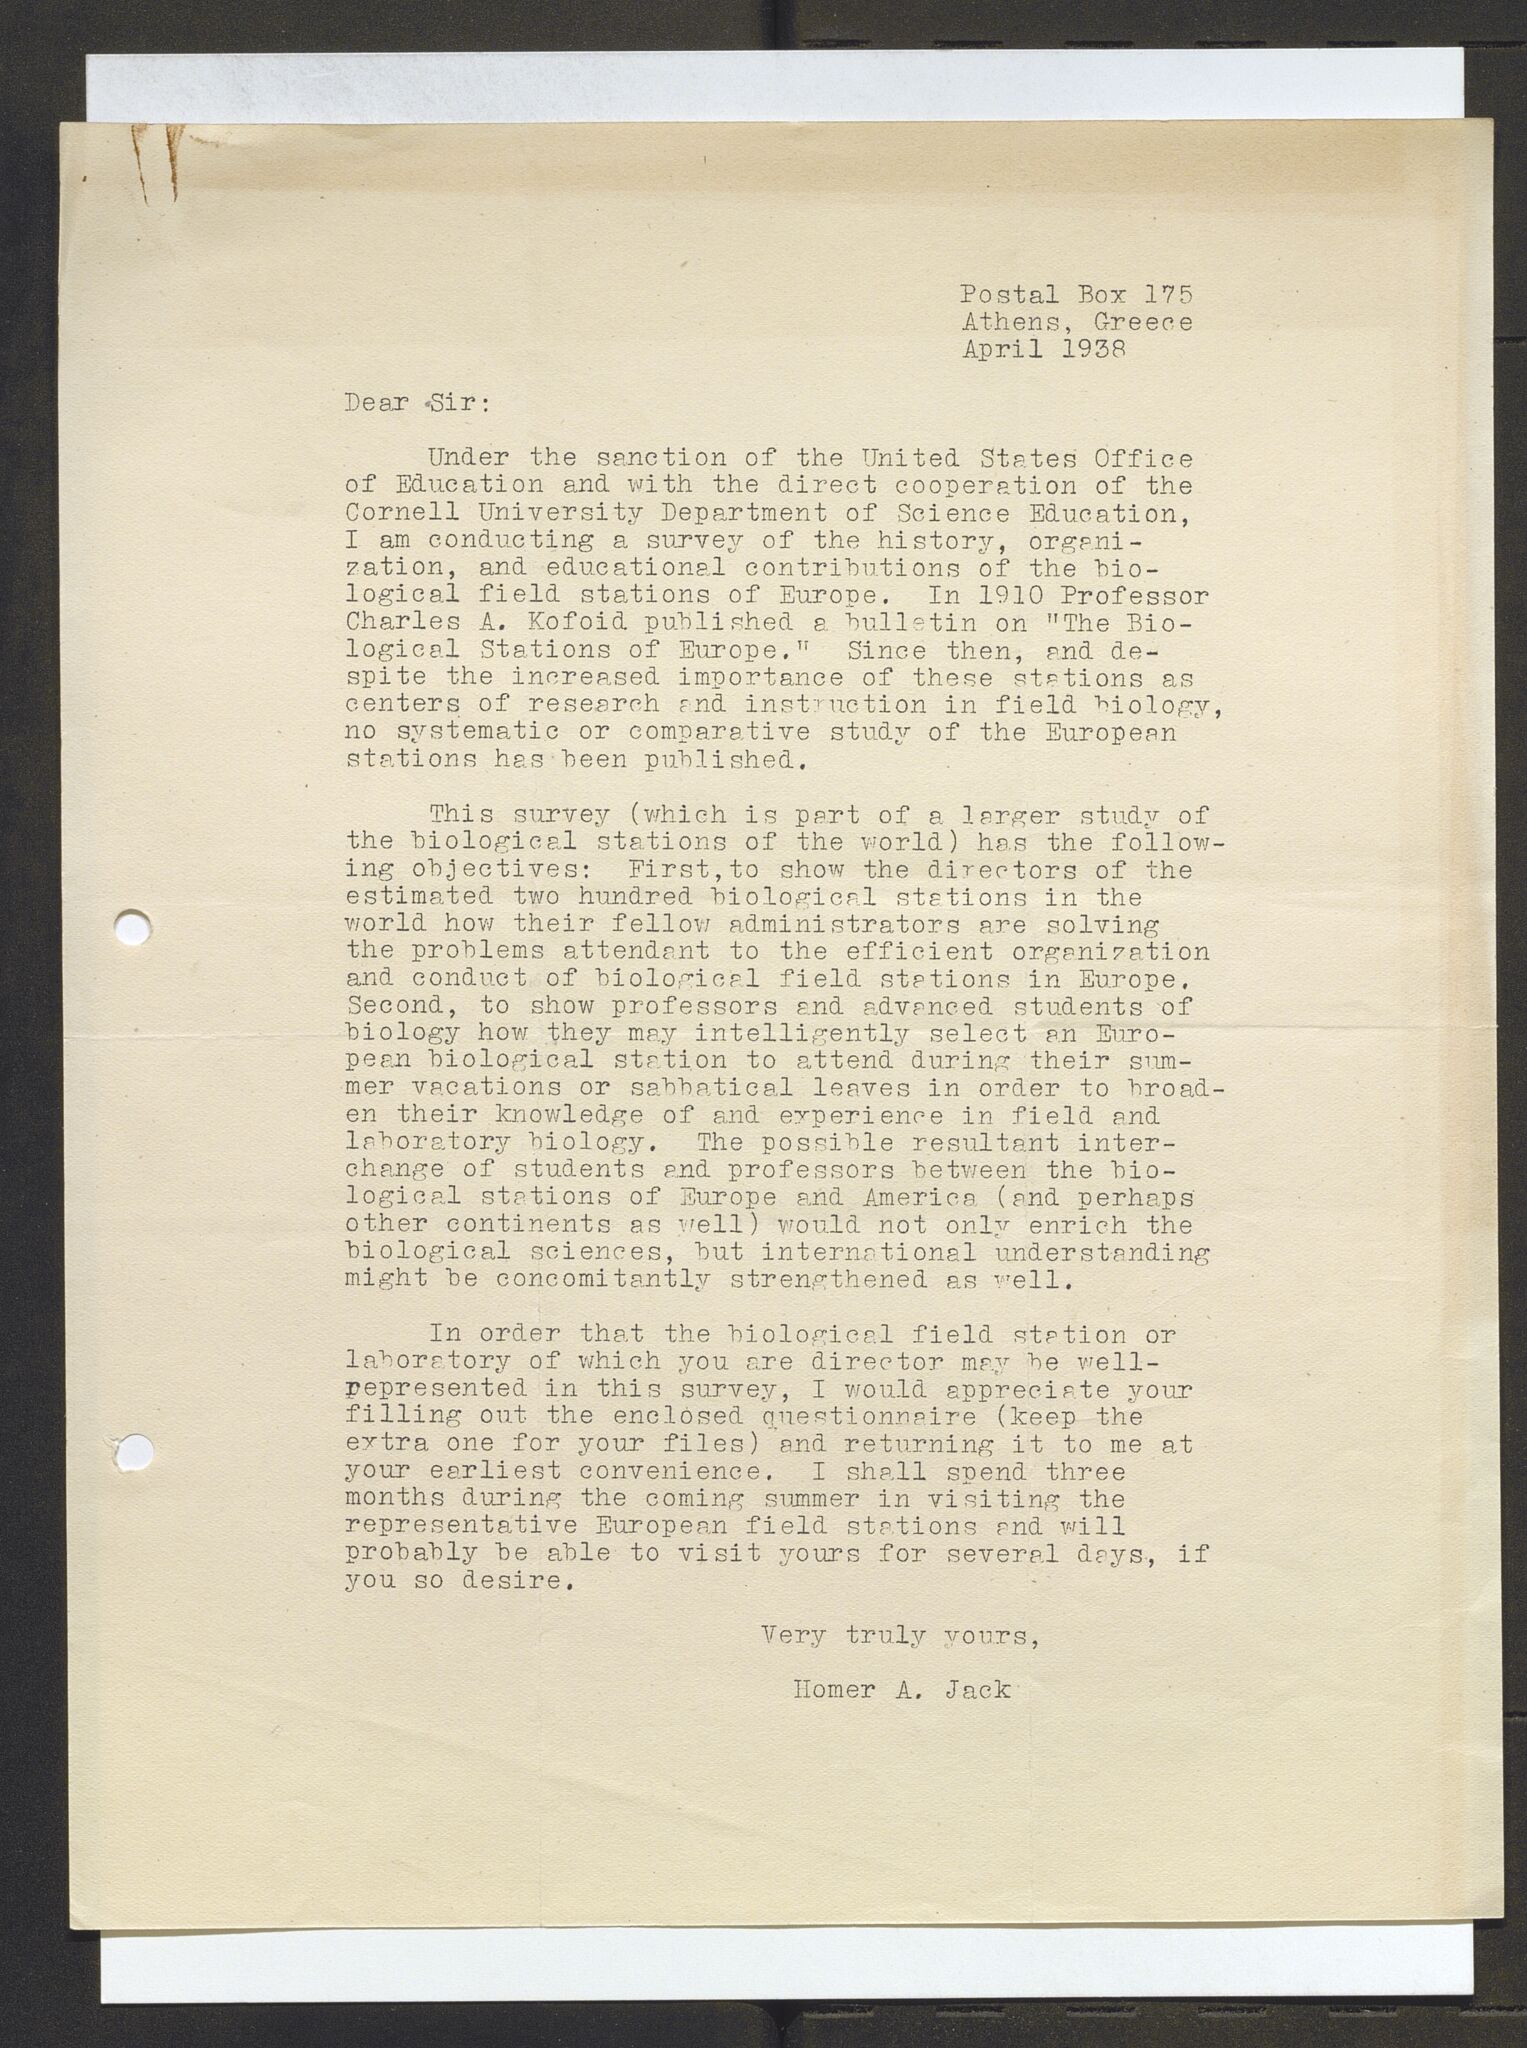 Postal Box 175
Athens, Greece
April 1938
Dear Sir:
Under the sanction of the United States Office
of Education and with the direct cooperation of the
Cornell University Department of Science Education,
I am conducting a survey of the history, organi-
zation, and educational contributions of the bio-
logical field stations of Europe. In 1910 Professor
Charles A. Kofoid published a bulletin on "The Bio-
logical Stations of Europe." Since then, and de-
spite the increased importance of these stations as
centers of research and instruction in field biology,
no systematic or comparative study of the European
stations has been published.
This survey (which is part of a larger study of
the biological stations of the world) has the follow-
ing objectives: First, to show the directors of the
estimated two hundred biological stations in the
world how their fellow administrators are solving
the problems attendant to the efficient organization
and conduct of biological field stations in Europe.
Second, to show professors and advanced students of
biology how they may intelligently select an Euro-
pean biological station to attend during their sum-
mer vacations or sabbatical leaves in order to broad-
en their knowledge of and experience in field and
laboratory biology. The possible resultant inter-
change of students and professors between the bio-
logical stations of Europe and America (and perhaps
other continents as well) would not only enrich the
biological sciences, but international understanding
might be concomitantly strengthened as well.
In order that the biological field station or
laboratory of which you are director may be well-
represented in this survey, I would appreciate your
filling out the enclosed questionnaire (keep the
extra one for your files) and returning it to me at
your earliest convenience. I shall spend three
months during the coming summer in visiting the
representative European field stations and will
probably be able to visit yours for several days, if
you so desire.
Very truly yours,
Homer A. Jack